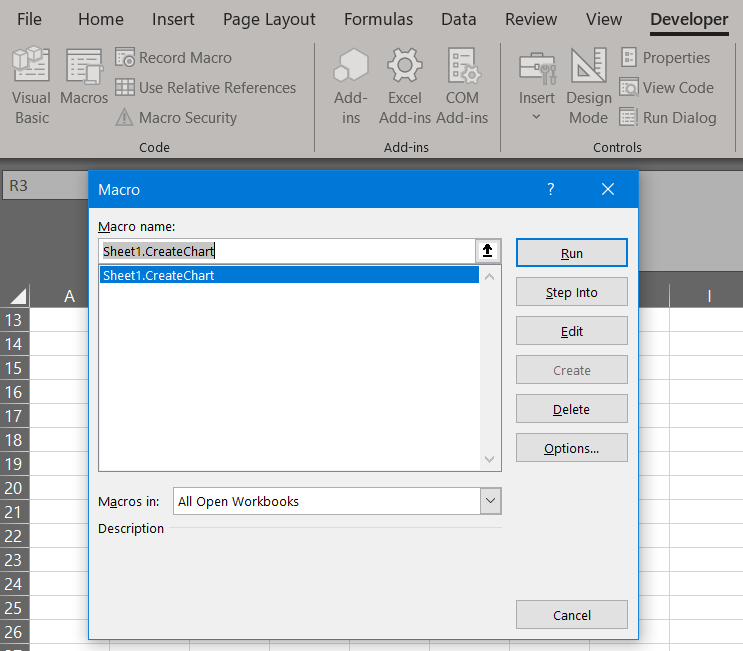 File Home Insert Page Layout Formulas Data Review View Developer
Visual Basic
Macros
Record Macro
Use Relative References
Macro Security
Code
Add-ins
Excel Add-ins
COM Add-ins
Add-ins
Insert
Design Mode
Properties
View Code
Run Dialog
Controls
R3
Macro ?
Macro name:
Sheet1.CreateChart
Sheet1.CreateChart
Run
Step Into
Edit
Create
Delete
Options...
Macros in: All Open Workbooks
Description
Cancel
A I
13
14
15
16
17
18
19
20
21
22
23
24
25
26